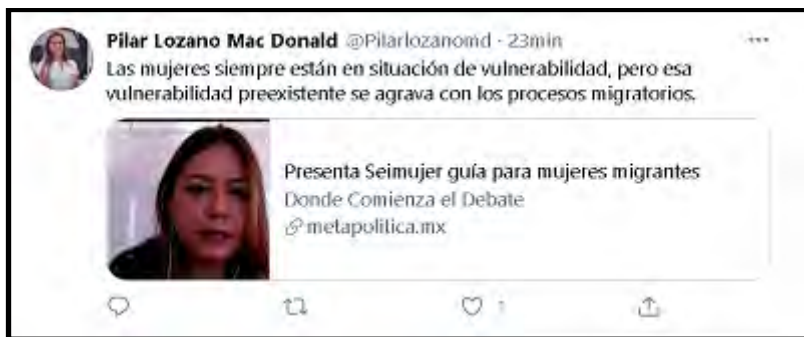 Pilar Lozano Mac Donald @Pilarlozanomd · 23min
Las mujeres siempre están en situación de vulnerabilidad, pero esa
vulnerabilidad preexistente se agrava con los procesos migratorios.
Presenta Seimujer guía para mujeres migrantes
Donde Comienza el Debate
metapolitica.mx
1